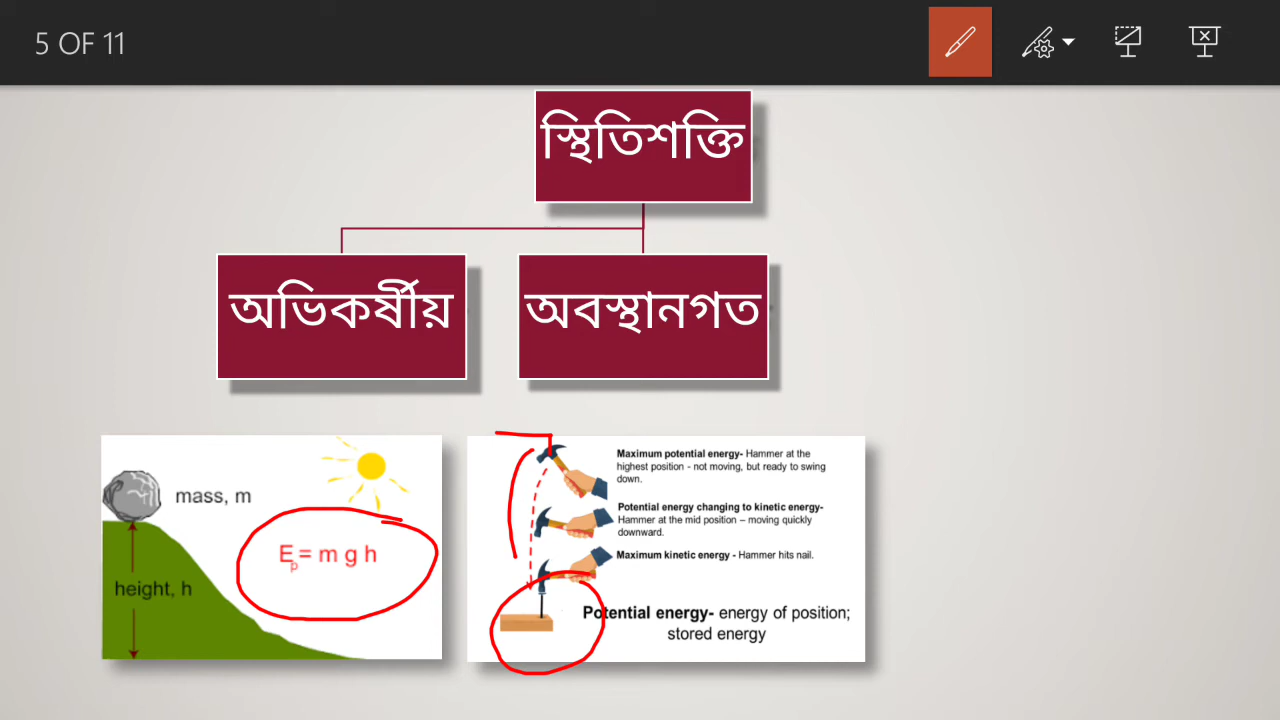 5 OF 11
স্থিতিশক্তি
অভিকর্ষীয়
অবস্থানগত
mass, m
height, h
Ep= m g h
Maximum potential energy- Hammer at the
highest position - not moving, but ready to swing
down.
Potential energy changing to kinetic energy-
Hammer at the mid position – moving quickly
downward.
Maximum kinetic energy - Hammer hits nail.
Potential energy- energy of position;
stored energy